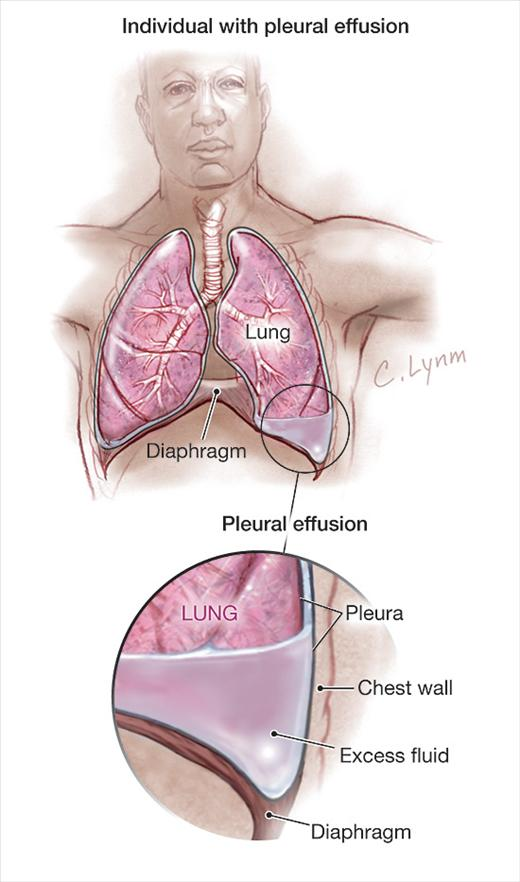 Individual with pleural effusion
Lung
C. Lynm
Diaphragm
Pleural effusion
LUNG
Pleura
Chest wall
Excess fluid
Diaphragm